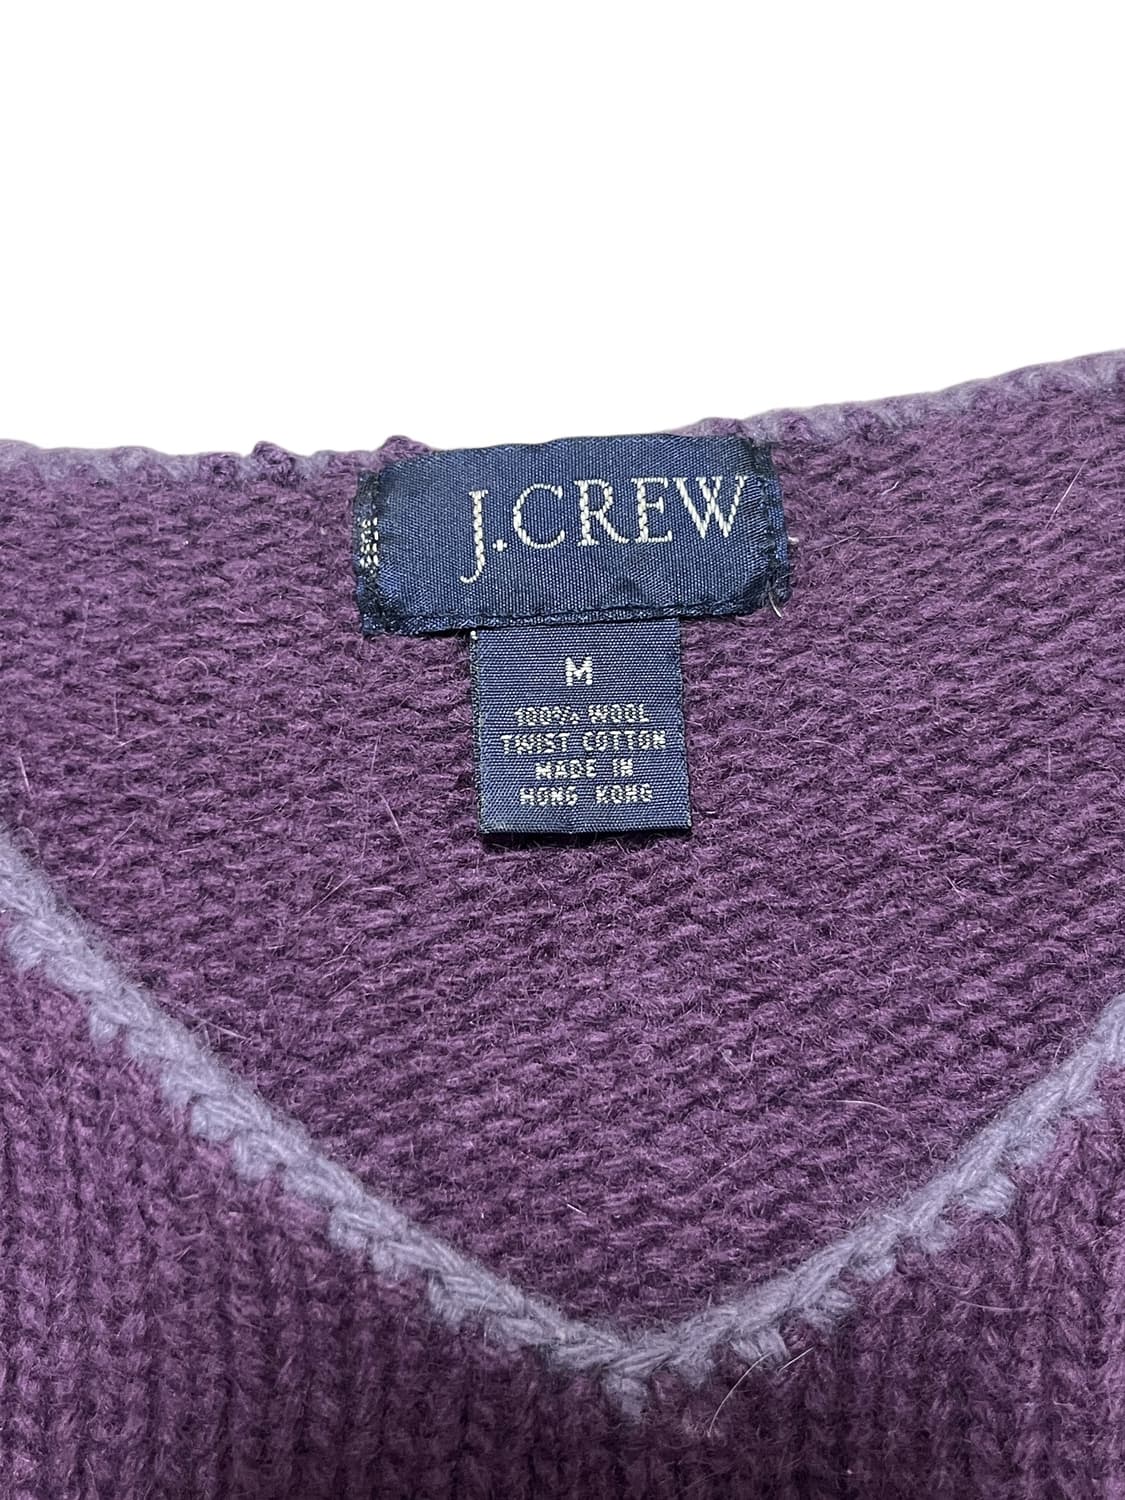 J.CREW
M
100% WOOL
TWIST COTTON
MADE IN
HONG KONG